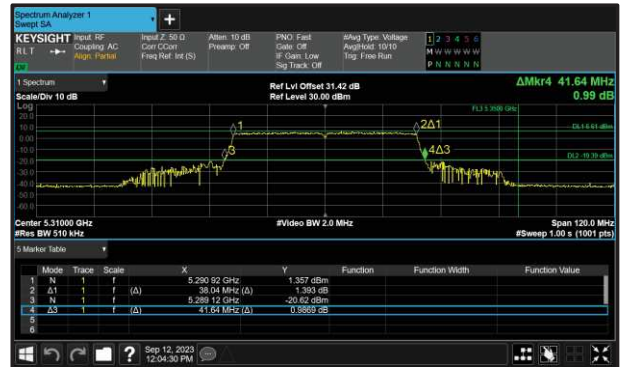 Spectrum Analyzer 1
Swept SA
KEYSIGHT Input: RF Input Z: 50 Ω Atten: 10 dB PNO: Fast #Avg Type: Voltage 1 2 3 4 5 6
RLT Coupling: AC Corr CCorr Preamp: Off Gate: Off Avg|Hold: 10/10 M W W W W W
Align: Partial Freq Ref: Int (S) IF Gain: Low Trig: Free Run
Sig Track: Off P N N N N N
1 Spectrum Ref Lvl Offset 31.42 dB ΔMkr4 41.64 MHz
Scale/Div 10 dB Ref Level 30.00 dBm 0.99 dB
Log
20.0
10.0
0.00
-10.0
-20.0
-30.0
-40.0
-50.0
-60.0
FL3 5.3500 GHz
1
2Δ1
DL1 6.61 dBm
3
4Δ3
DL2 -19.39 dBm
Center 5.31000 GHz #Video BW 2.0 MHz Span 120.0 MHz
#Res BW 510 kHz #Sweep 1.00 s (1001 pts)
5 Marker Table
Mode Trace Scale X Y Function Function Width Function Value
1 N 1 f 5.290 92 GHz 1.357 dBm
2 Δ1 1 f (Δ) 38.04 MHz (Δ) 1.393 dB
3 N 1 f 5.289 12 GHz -20.62 dBm
4 Δ3 1 f (Δ) 41.64 MHz (Δ) 0.9869 dB
5
6
? Sep 12, 2023
12:04:30 PM